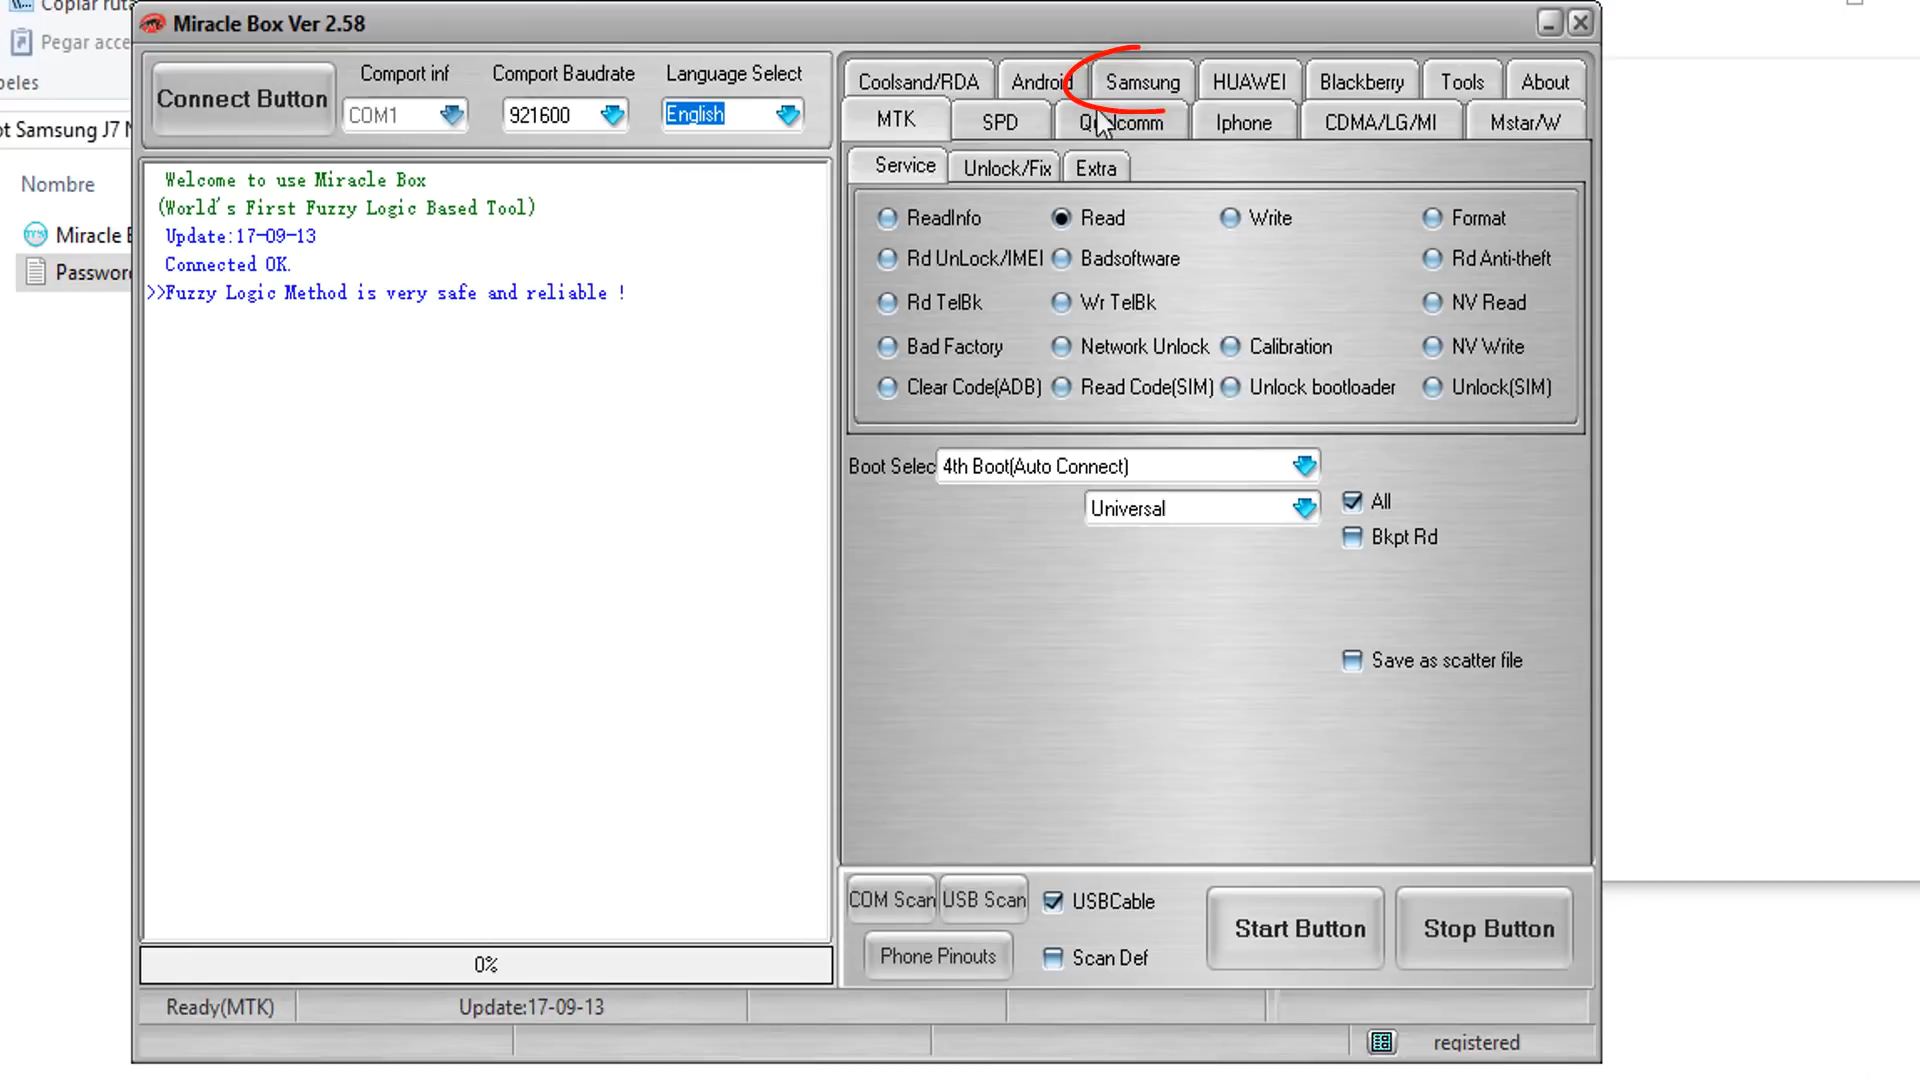 Copiar ruta
Pegar acce
eles
ot Samsung J7 N
Nombre
Miracle B
Password
Miracle Box Ver 2.58
Connect Button
Comport inf
Comport Baudrate
Language Select
COM1
921600
English
Welcome to use Miracle Box
(World's First Fuzzy Logic Based Tool)
Update:17-09-13
Connected OK.
>>Fuzzy Logic Method is very safe and reliable !
0%
Coolsand/RDA Android Samsung HUAWEI Blackberry Tools About
MTK SPD Qualcomm Iphone CDMA/LG/MI Mstar/W
Service Unlock/Fix Extra
ReadInfo Read Write Format
Rd UnLock/IMEI Badsoftware Rd Anti-theft
Rd TelBk Wr TelBk NV Read
Bad Factory Network Unlock Calibration NV Write
Clear Code(ADB) Read Code(SIM) Unlock bootloader Unlock(SIM)
Boot Selec 4th Boot(Auto Connect)
Universal
All
Bkpt Rd
Save as scatter file
COM Scan USB Scan USBCable
Phone Pinouts Scan Def
Start Button Stop Button
Ready(MTK) Update:17-09-13
registered